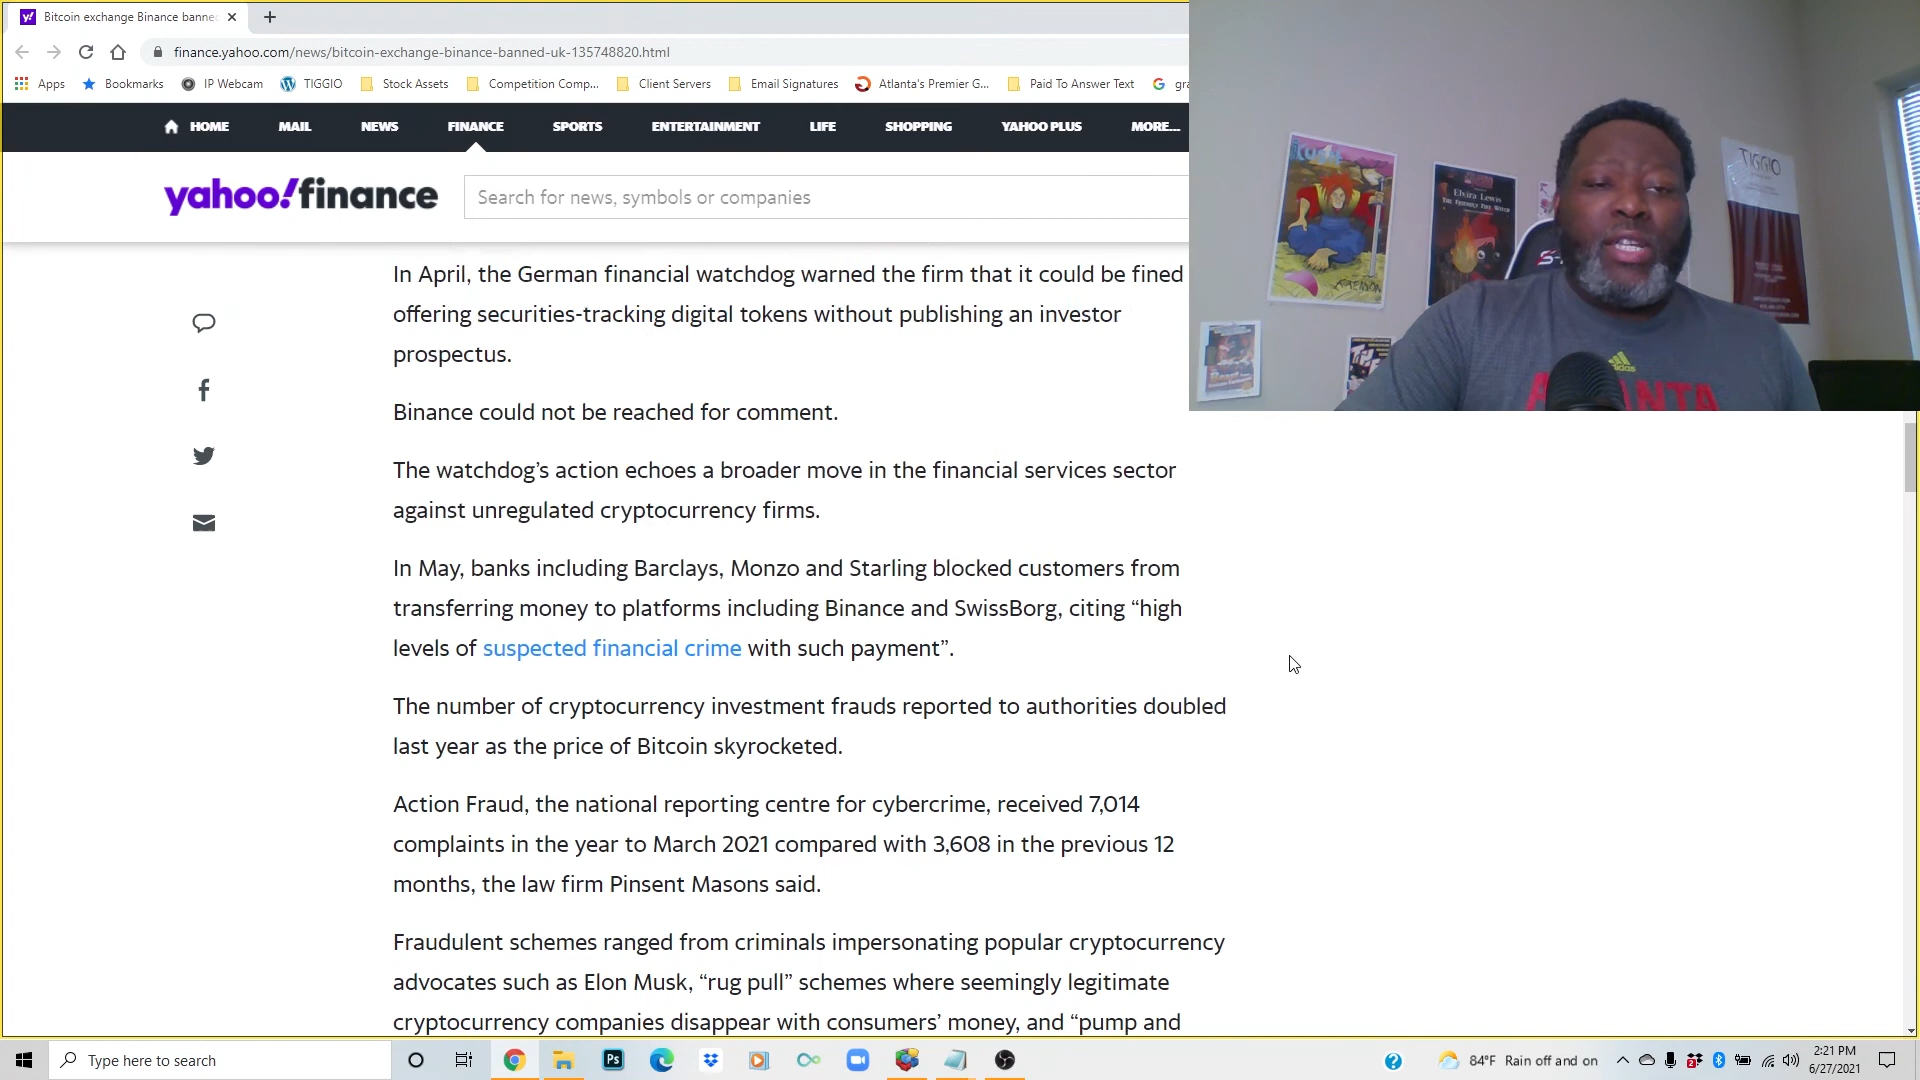 Bitcoin exchange Binance banne
finance.yahoo.com/news/bitcoin-exchange-binance-banned-uk-135748820.html
Apps Bookmarks IP Webcam TIGGIO Stock Assets Competition Comp... Client Servers Email Signatures Atlanta's Premier G... Paid To Answer Text
HOME MAIL NEWS FINANCE SPORTS ENTERTAINMENT LIFE SHOPPING YAHOO PLUS MORE...
yahoo!finance
Search for news, symbols or companies
In April, the German financial watchdog warned the firm that it could be fined
offering securities-tracking digital tokens without publishing an investor
prospectus.
Binance could not be reached for comment.
The watchdog’s action echoes a broader move in the financial services sector
against unregulated cryptocurrency firms.
In May, banks including Barclays, Monzo and Starling blocked customers from
transferring money to platforms including Binance and SwissBorg, citing “high
levels of suspected financial crime with such payment”.
The number of cryptocurrency investment frauds reported to authorities doubled
last year as the price of Bitcoin skyrocketed.
Action Fraud, the national reporting centre for cybercrime, received 7,014
complaints in the year to March 2021 compared with 3,608 in the previous 12
months, the law firm Pinsent Masons said.
Fraudulent schemes ranged from criminals impersonating popular cryptocurrency
advocates such as Elon Musk, “rug pull” schemes where seemingly legitimate
cryptocurrency companies disappear with consumers’ money, and “pump and
Elvira Lewis
THE FRIENDLY FIRE WITCH
TIGGIO
adidas
ATLANTA
Type here to search
84°F Rain off and on
2:21 PM
6/27/2021